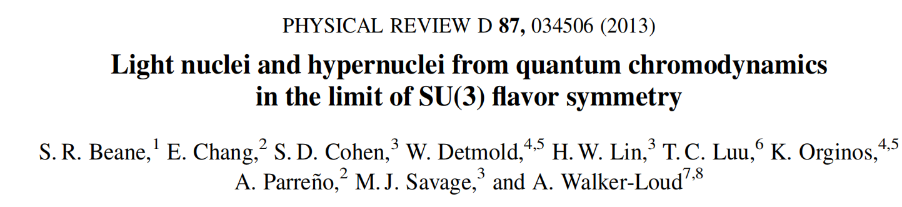 PHYSICAL REVIEW D 87, 034506 (2013)
Light nuclei and hypernuclei from quantum chromodynamics
in the limit of SU(3) flavor symmetry
S. R. Beane,1 E. Chang,2 S. D. Cohen,3 W. Detmold,4,5 H. W. Lin,3 T. C. Luu,6 K. Orginos,4,5
A. Parreño,2 M. J. Savage,3 and A. Walker-Loud7,8